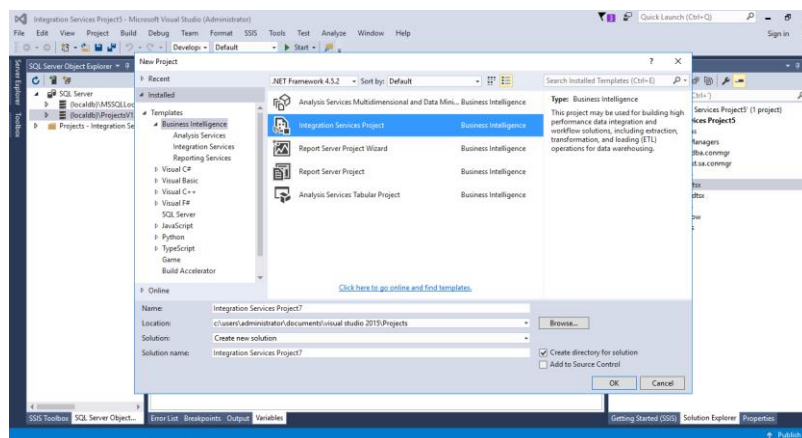 Integration Services Project5 - Microsoft Visual Studio (Administrator)
Quick Launch (Ctrl+Q)
File Edit View Project Build Debug Team Format SSIS Tools Test Analyze Window Help
Sign in
Develop Default Start
Server Explorer
Toolbox
SQL Server Object Explorer
SQL Server
(localdb)\MSSQLLoc
(localdb)\ProjectsV1
Projects - Integration Se
New Project
Recent
Installed
Templates
Business Intelligence
Analysis Services
Integration Services
Reporting Services
Visual C#
Visual Basic
Visual C++
Visual F#
SQL Server
JavaScript
Python
TypeScript
Game
Build Accelerator
Online
.NET Framework 4.5.2 Sort by: Default
Search Installed Templates (Ctrl+E)
Analysis Services Multidimensional and Data Mini... Business Intelligence
Integration Services Project Business Intelligence
Report Server Project Wizard Business Intelligence
Report Server Project Business Intelligence
Analysis Services Tabular Project Business Intelligence
Click here to go online and find templates.
Type: Business Intelligence
This project may be used for building high
performance data integration and
workflow solutions, including extraction,
transformation, and loading (ETL)
operations for data warehousing.
Name: Integration Services Project7
Location: c:\users\administrator\documents\visual studio 2015\Projects
Browse...
Solution: Create new solution
Solution name: Integration Services Project7
Create directory for solution
Add to Source Control
OK Cancel
Services Project5' (1 project)
ices Project5
Managers
dba.conmgr
st.sa.conmgr
SSIS Toolbox SQL Server Object...
Error List Breakpoints Output Variables
Getting Started (SSIS) Solution Explorer Properties
Publish